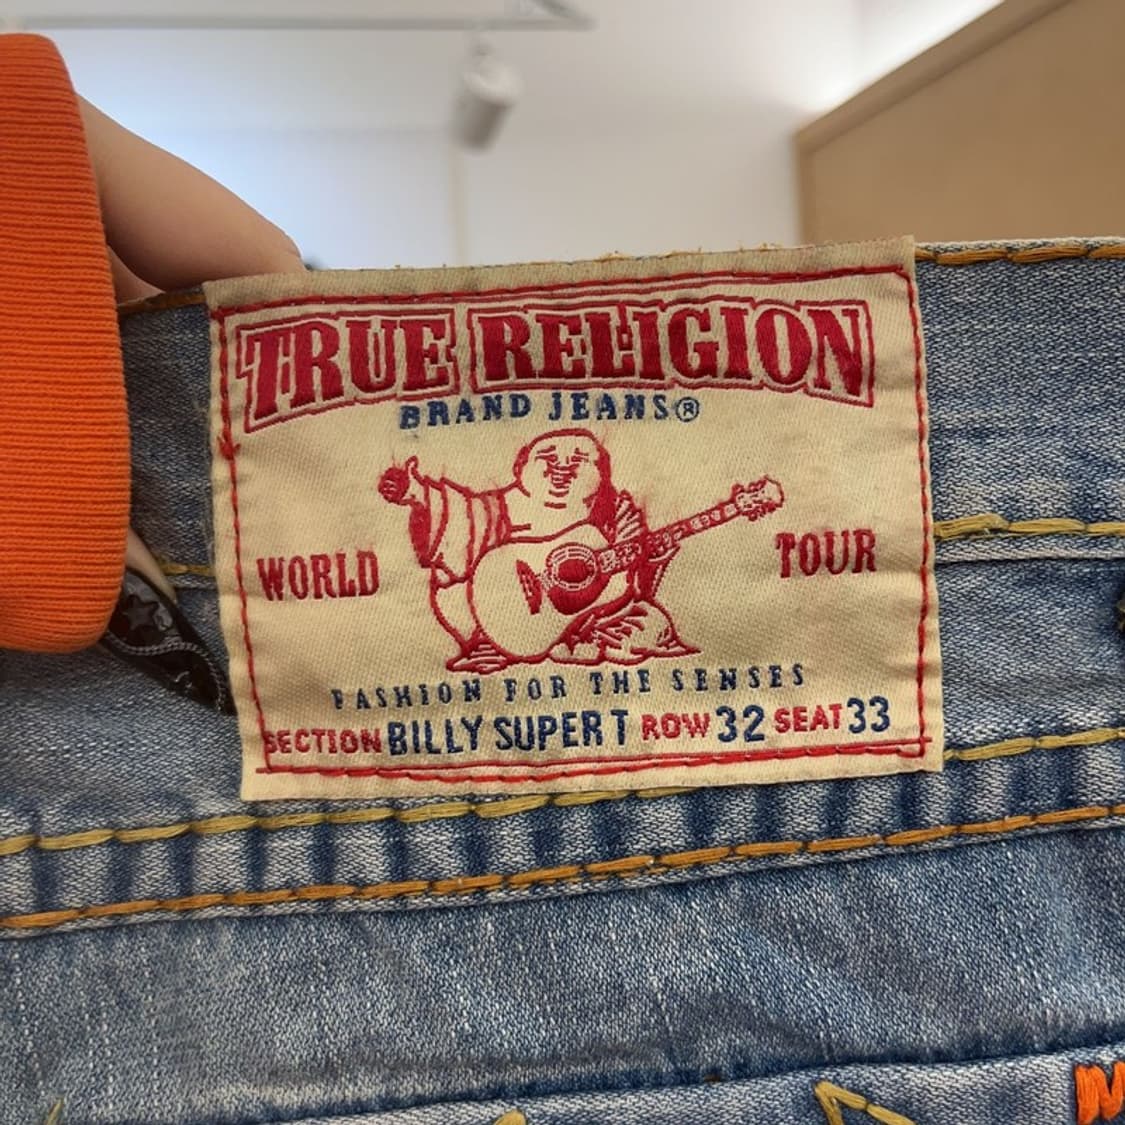 TRUE RELIGION
BRAND JEANS®
WORLD TOUR
FASHION FOR THE SENSES
SECTION BILLY SUPER T ROW 32 SEAT 33